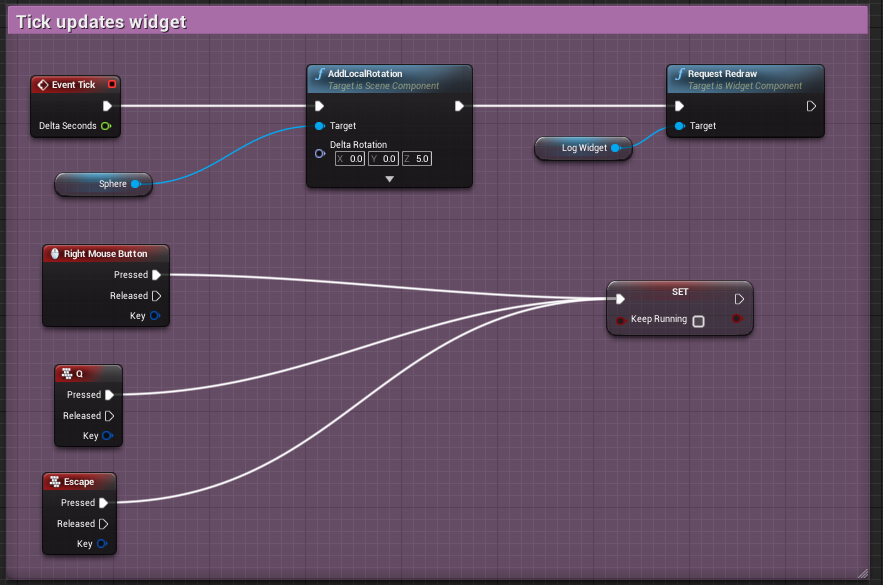 Tick updates widget
Event Tick
Delta Seconds
Sphere
AddLocalRotation
Target is Scene Component
Target
Delta Rotation
X 0.0 Y 0.0 Z 5.0
Log Widget
Request Redraw
Target is Widget Component
Target
Right Mouse Button
Pressed
Released
Key
Q
Pressed
Released
Key
Escape
Pressed
Released
Key
SET
Keep Running